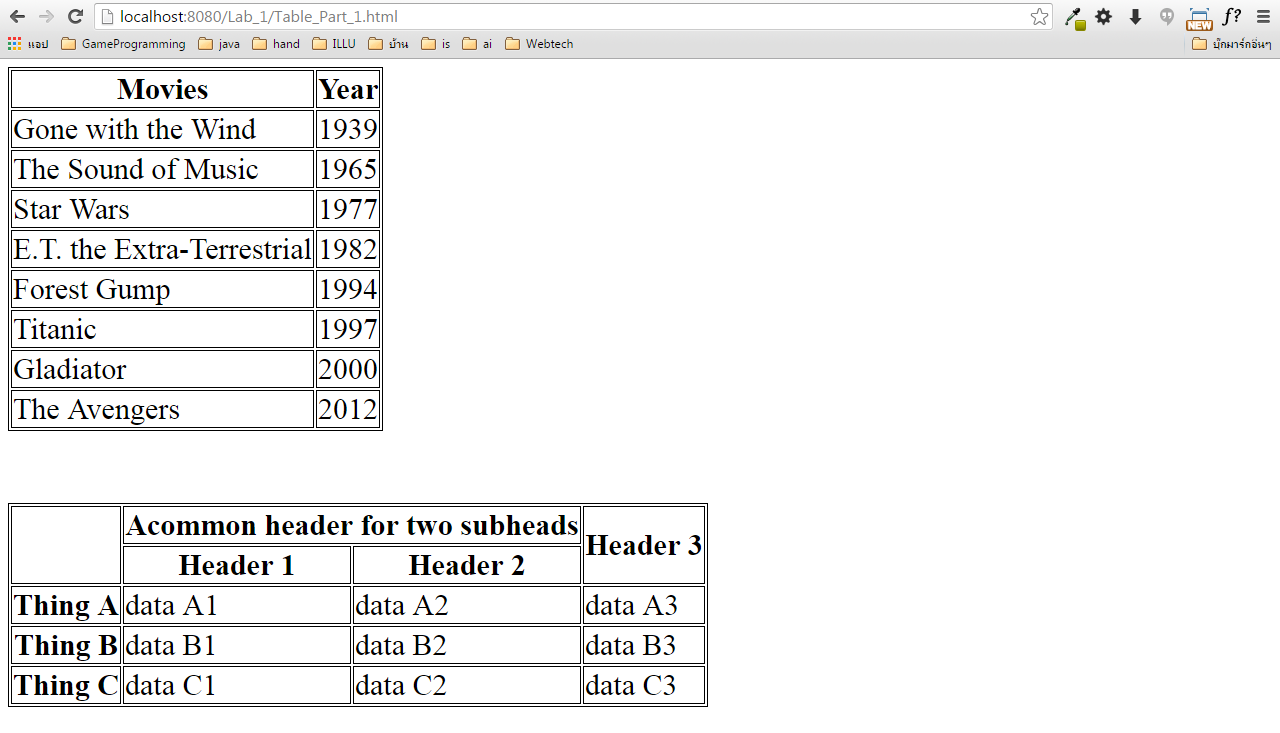 localhost:8080/Lab_1/Table_Part_1.html
NEW
f?
แอป GameProgramming java hand ILLU บ้าน is ai Webtech บุ๊กมาร์กอื่นๆ
Movies Year
Gone with the Wind 1939
The Sound of Music 1965
Star Wars 1977
E.T. the Extra-Terrestrial 1982
Forest Gump 1994
Titanic 1997
Gladiator 2000
The Avengers 2012
Acommon header for two subheads Header 3
Header 1 Header 2
Thing A data A1 data A2 data A3
Thing B data B1 data B2 data B3
Thing C data C1 data C2 data C3